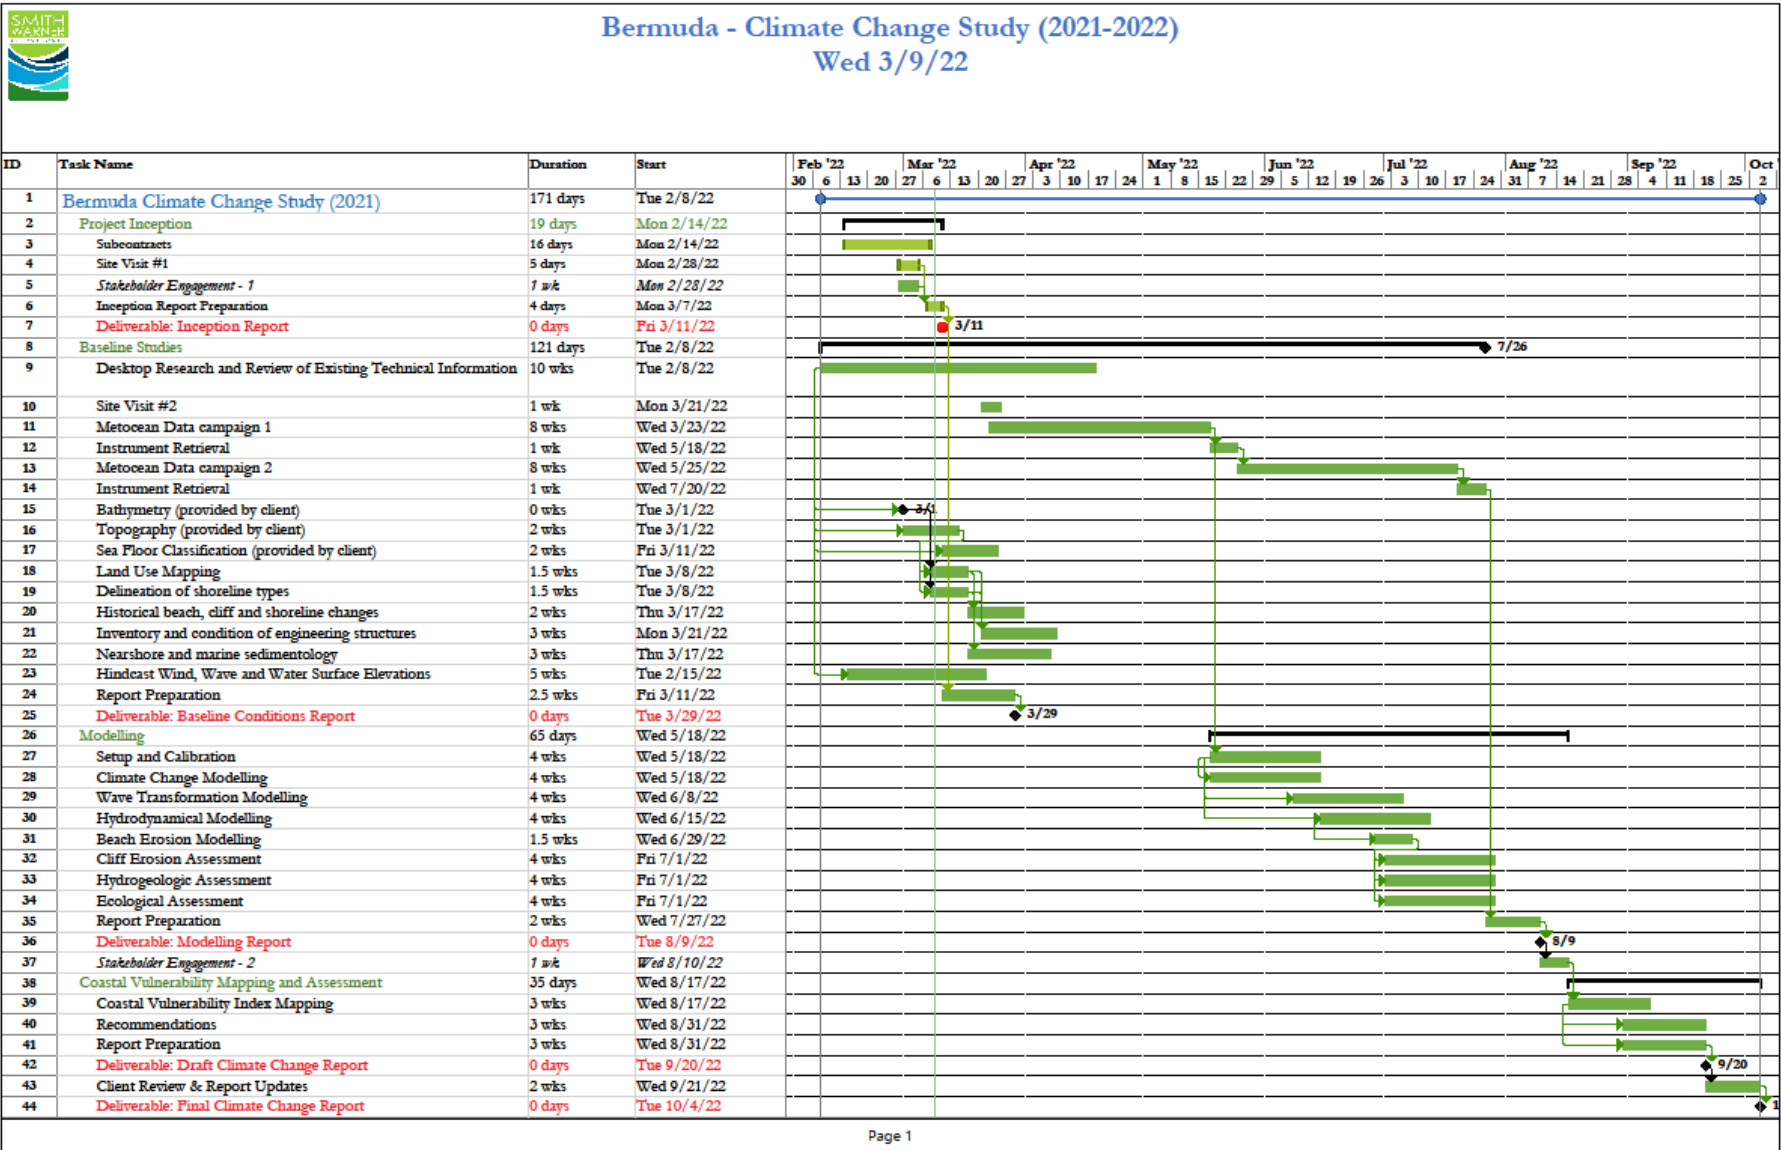 SMITH
WARNER
Bermuda - Climate Change Study (2021-2022)
Wed 3/9/22
ID Task Name Duration Start Feb '22 Mar '22 Apr '22 May '22 Jun '22 Jul '22 Aug '22 Sep '22 Oct
30 6 13 20 27 6 13 20 27 3 10 17 24 1 8 15 22 29 5 12 19 26 3 10 17 24 31 7 14 21 28 4 11 18 25 2
1 Bermuda Climate Change Study (2021) 171 days Tue 2/8/22
2 Project Inception 19 days Mon 2/14/22
3 Subcontracts 16 days Mon 2/14/22
4 Site Visit #1 5 days Mon 2/28/22
5 Stakeholder Engagement - 1 1 wk Mon 2/28/22
6 Inception Report Preparation 4 days Mon 3/7/22
7 Deliverable: Inception Report 0 days Fri 3/11/22 3/11
8 Baseline Studies 121 days Tue 2/8/22 7/26
9 Desktop Research and Review of Existing Technical Information 10 wks Tue 2/8/22
10 Site Visit #2 1 wk Mon 3/21/22
11 Metocean Data campaign 1 8 wks Wed 3/23/22
12 Instrument Retrieval 1 wk Wed 5/18/22
13 Metocean Data campaign 2 8 wks Wed 5/25/22
14 Instrument Retrieval 1 wk Wed 7/20/22
15 Bathymetry (provided by client) 0 wks Tue 3/1/22 3/1
16 Topography (provided by client) 2 wks Tue 3/1/22
17 Sea Floor Classification (provided by client) 2 wks Fri 3/11/22
18 Land Use Mapping 1.5 wks Tue 3/8/22
19 Delineation of shoreline types 1.5 wks Tue 3/8/22
20 Historical beach, cliff and shoreline changes 2 wks Thu 3/17/22
21 Inventory and condition of engineering structures 3 wks Mon 3/21/22
22 Nearshore and marine sedimentology 3 wks Thu 3/17/22
23 Hindcast Wind, Wave and Water Surface Elevations 5 wks Tue 2/15/22
24 Report Preparation 2.5 wks Fri 3/11/22
25 Deliverable: Baseline Conditions Report 0 days Tue 3/29/22 3/29
26 Modelling 65 days Wed 5/18/22
27 Setup and Calibration 4 wks Wed 5/18/22
28 Climate Change Modelling 4 wks Wed 5/18/22
29 Wave Transformation Modelling 4 wks Wed 6/8/22
30 Hydrodynamical Modelling 4 wks Wed 6/15/22
31 Beach Erosion Modelling 1.5 wks Wed 6/29/22
32 Cliff Erosion Assessment 4 wks Fri 7/1/22
33 Hydrogeologic Assessment 4 wks Fri 7/1/22
34 Ecological Assessment 4 wks Fri 7/1/22
35 Report Preparation 2 wks Wed 7/27/22
36 Deliverable: Modelling Report 0 days Tue 8/9/22 8/9
37 Stakeholder Engagement - 2 1 wk Wed 8/10/22
38 Coastal Vulnerability Mapping and Assessment 35 days Wed 8/17/22
39 Coastal Vulnerability Index Mapping 3 wks Wed 8/17/22
40 Recommendations 3 wks Wed 8/31/22
41 Report Preparation 3 wks Wed 8/31/22
42 Deliverable: Draft Climate Change Report 0 days Tue 9/20/22 9/20
43 Client Review & Report Updates 2 wks Wed 9/21/22
44 Deliverable: Final Climate Change Report 0 days Tue 10/4/22 1
Page 1